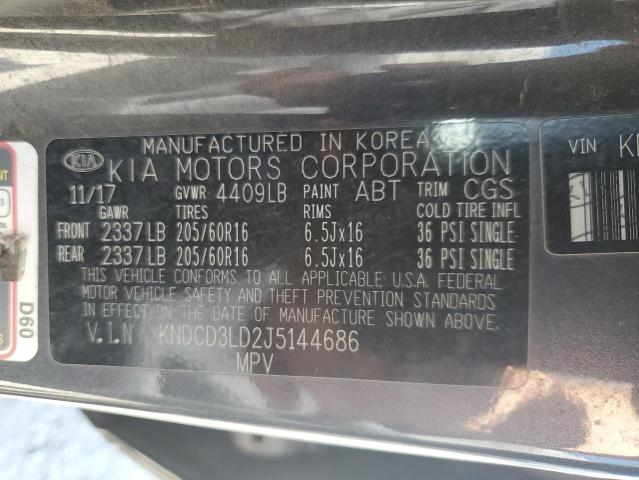 MANUFACTURED IN KOREA
KIA KIA MOTORS CORPORATION
11/17 GVWR 4409LB PAINT ABT TRIM CGS
GAWR TIRES RIMS COLD TIRE INFL
FRONT 2337LB 205/60R16 6.5Jx16 36 PSI SINGLE
REAR 2337LB 205/60R16 6.5Jx16 36 PSI SINGLE
THIS VEHICLE CONFORMS TO ALL APPLICABLE U.S.A. FEDERAL
MOTOR VEHICLE SAFETY AND THEFT PREVENTION STANDARDS
IN EFFECT ON THE DATE OF MANUFACTURE SHOWN ABOVE.
V.I.N KNDCD3LD2J5144686
MPV
VIN
D60